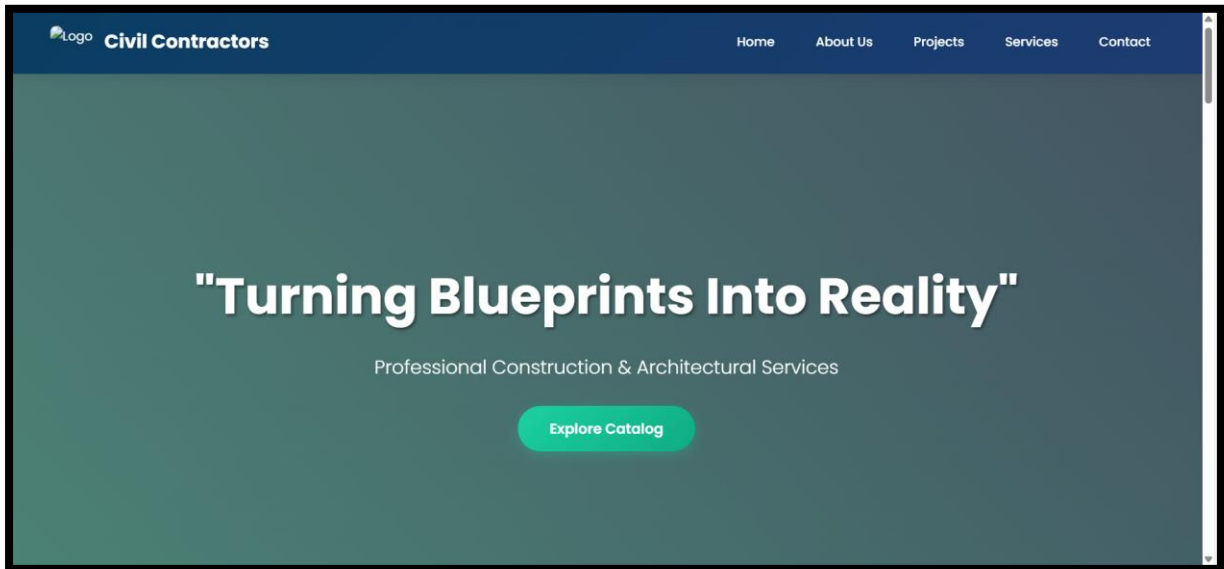 Logo Civil Contractors
Home About Us Projects Services Contact
"Turning Blueprints Into Reality"
Professional Construction & Architectural Services
Explore Catalog